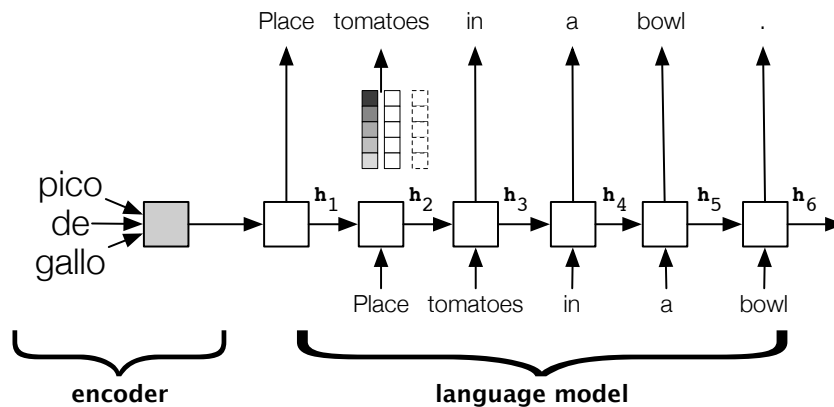 Place tomatoes in a bowl .
pico
de
gallo
h1 h2 h3 h4 h5 h6
Place tomatoes in a bowl
encoder language model